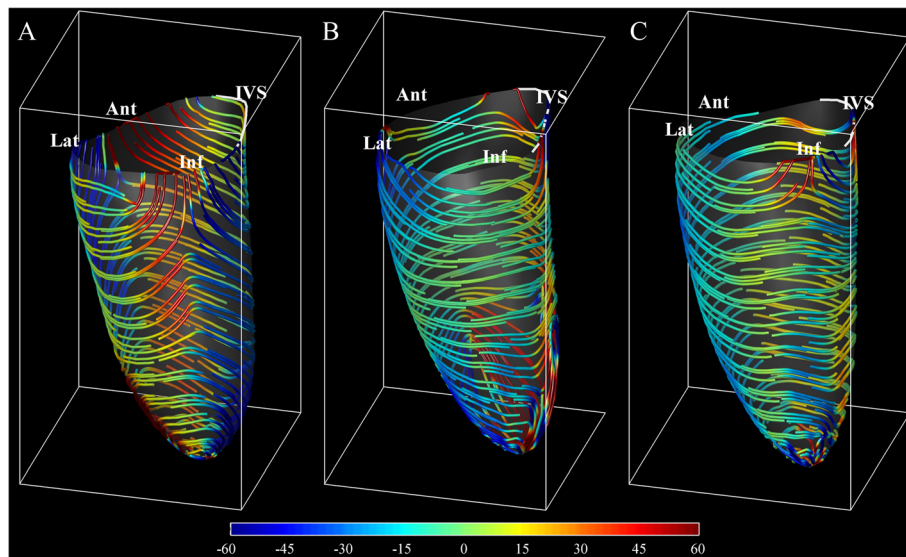 A
B
C
IVS
Ant
Lat
Inf
IVS
Ant
Lat
Inf
IVS
Ant
Lat
Inf
-60 -45 -30 -15 0 15 30 45 60